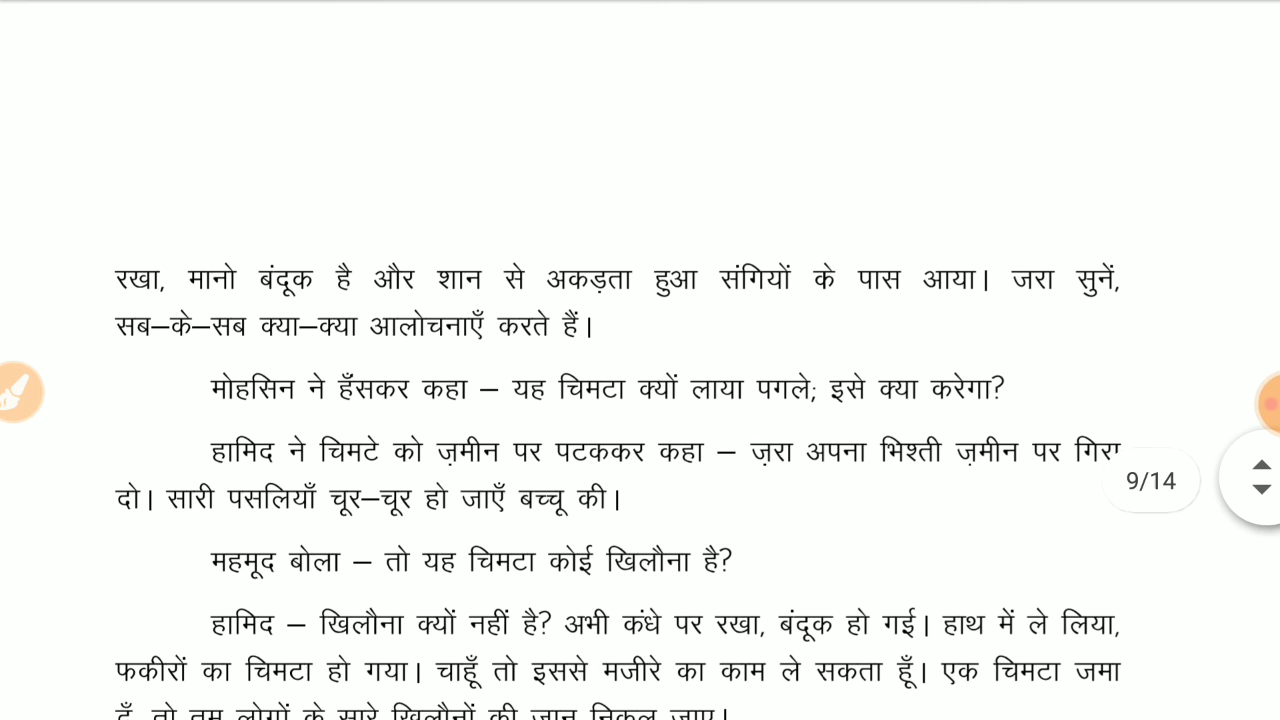 रखा, मानो बंदूक है और शान से अकड़ता हुआ संगियों के पास आया। जरा सुनें,
सब–के–सब क्या–क्या आलोचनाएँ करते हैं।
मोहसिन ने हँसकर कहा – यह चिमटा क्यों लाया पगले; इसे क्या करेगा?
हामिद ने चिमटे को ज़मीन पर पटककर कहा – ज़रा अपना भिश्ती ज़मीन पर गिरा
दो। सारी पसलियाँ चूर–चूर हो जाएँ बच्चू की।
9/14
महमूद बोला – तो यह चिमटा कोई खिलौना है?
हामिद – खिलौना क्यों नहीं है? अभी कंधे पर रखा, बंदूक हो गई। हाथ में ले लिया,
फकीरों का चिमटा हो गया। चाहूँ तो इससे मजीरे का काम ले सकता हूँ। एक चिमटा जमा
दूँ, तो तुम लोगों के सारे खिलौनों की जान निकल जाए।